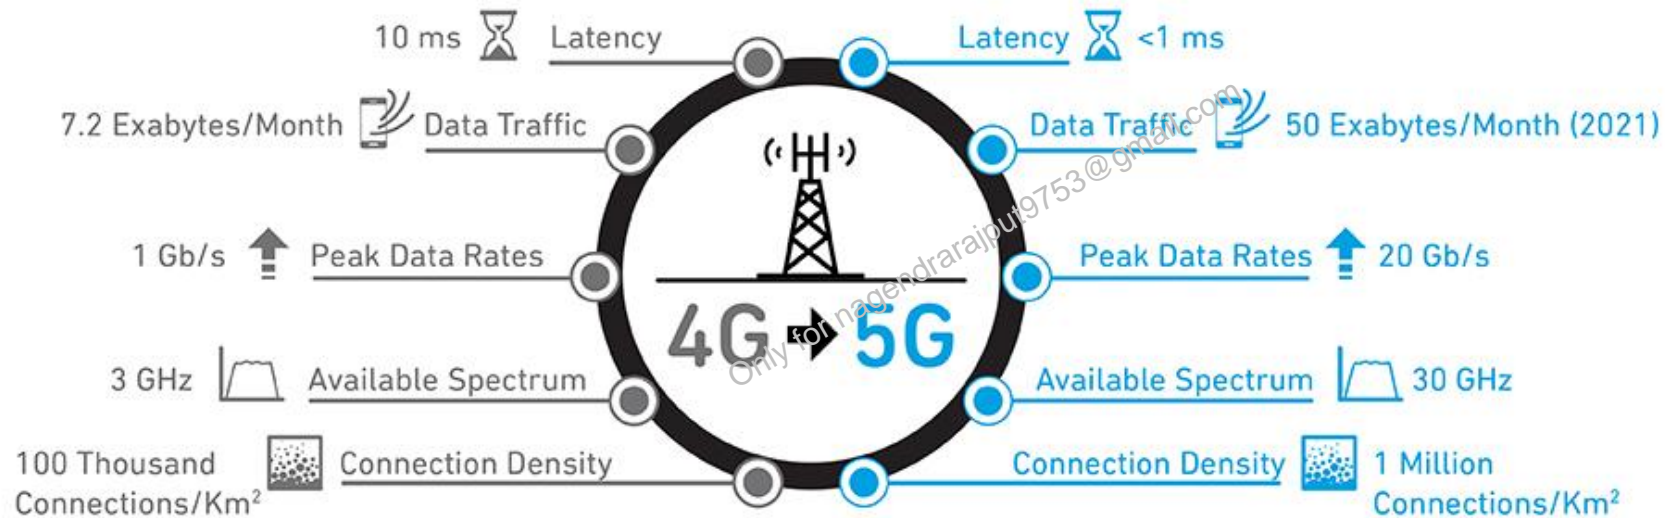 10 ms Latency
7.2 Exabytes/Month Data Traffic
1 Gb/s Peak Data Rates
3 GHz Available Spectrum
100 Thousand
Connections/Km² Connection Density
4G 5G
Latency <1 ms
Data Traffic 50 Exabytes/Month (2021)
Peak Data Rates 20 Gb/s
Available Spectrum 30 GHz
Connection Density 1 Million
Connections/Km²
Only for nagendrarajput9753@gmail.com